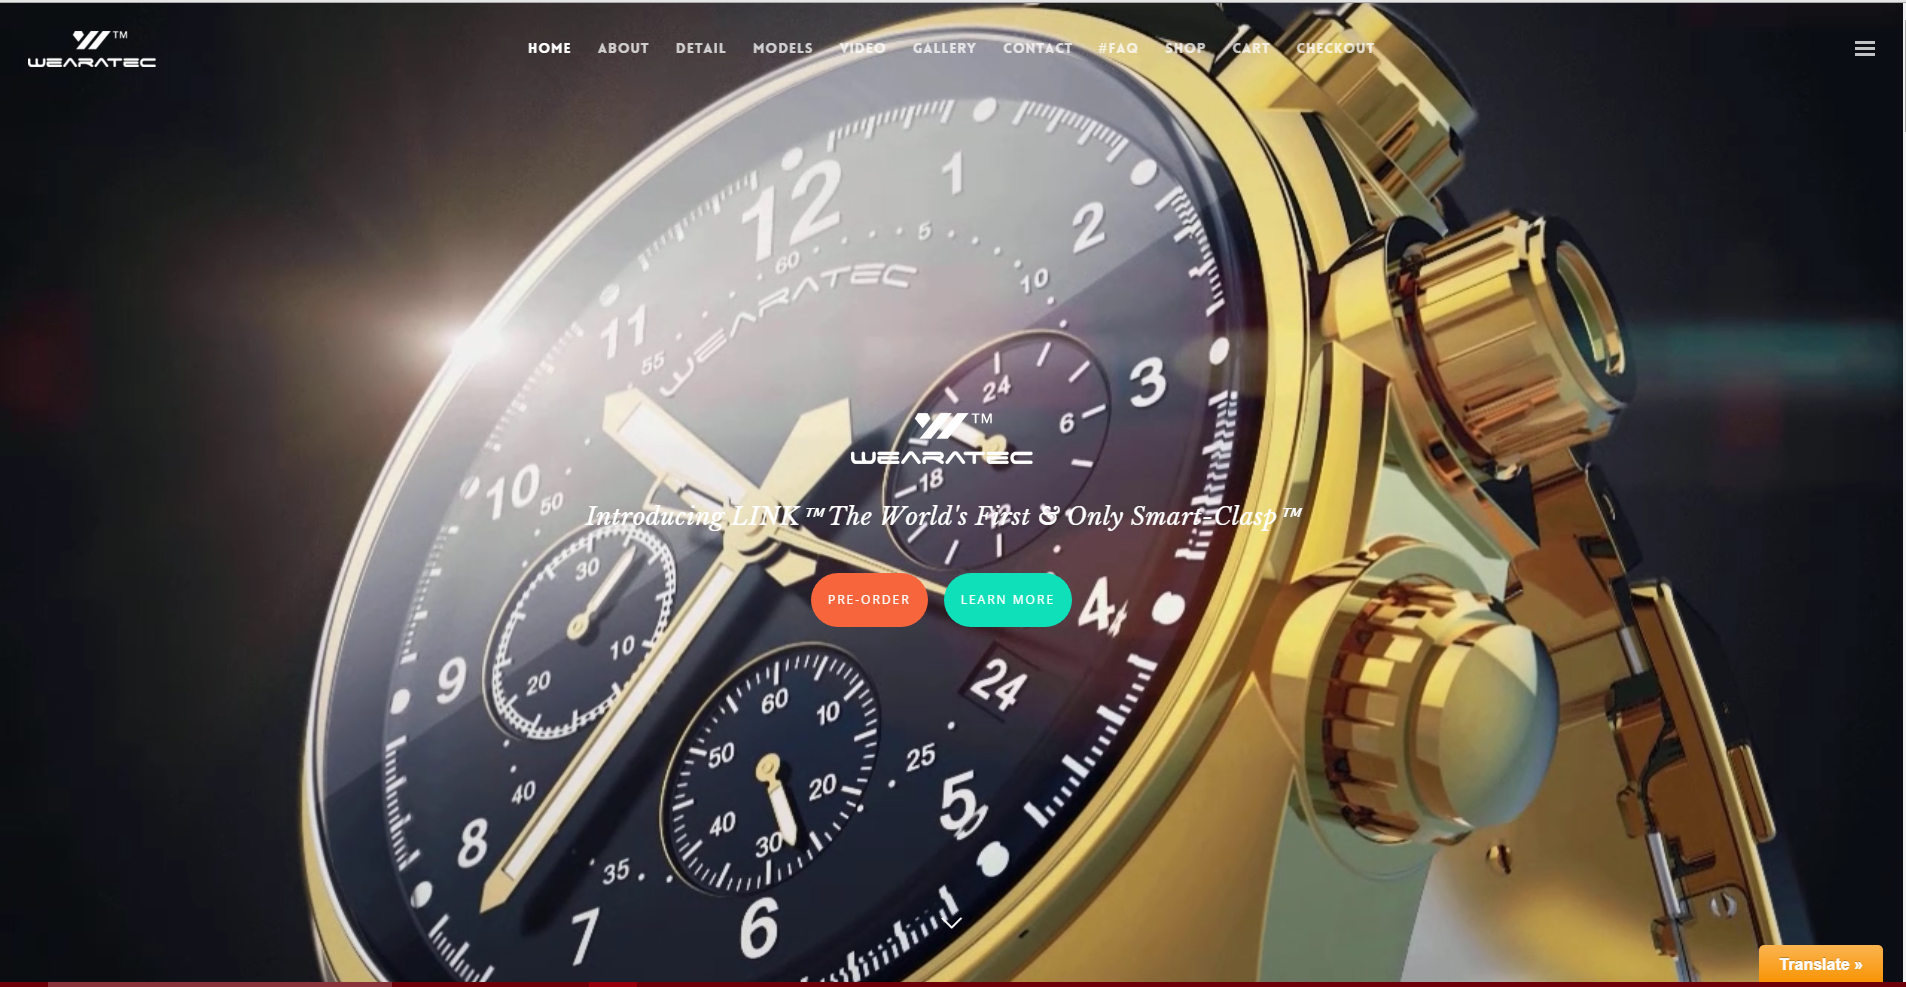 TM
WEARATEC
HOME ABOUT DETAIL MODELS VIDEO GALLERY CONTACT #FAQ SHOP CART CHECKOUT
12 1 2 3 4 5 6 7 8 9 10 11
60 5 10
WEARATEC
55
50
24
6
18
TM
WEARATEC
Introducing LINK™ The World's First & Only Smart-Clasp™
PRE-ORDER LEARN MORE
30
10
20
24
60
10
50
20
40
30
25
40
35
Translate »